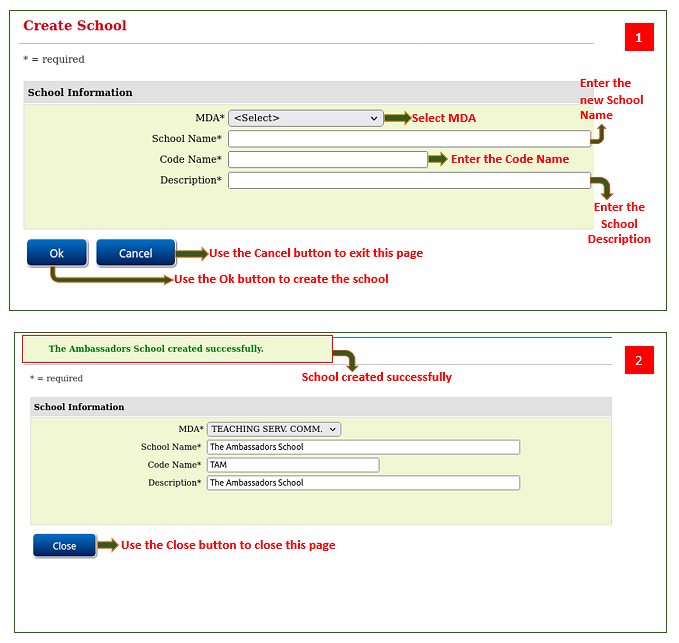 Create School
1
* = required
School Information
MDA* <Select> Select MDA
Enter the
new School
Name
School Name*
Code Name* Enter the Code Name
Description*
Enter the
School
Description
Ok Cancel Use the Cancel button to exit this page
Use the Ok button to create the school
The Ambassadors School created successfully.
2
School created successfully
* = required
School Information
MDA* TEACHING SERV. COMM.
School Name* The Ambassadors School
Code Name* TAM
Description* The Ambassadors School
Close Use the Close button to close this page